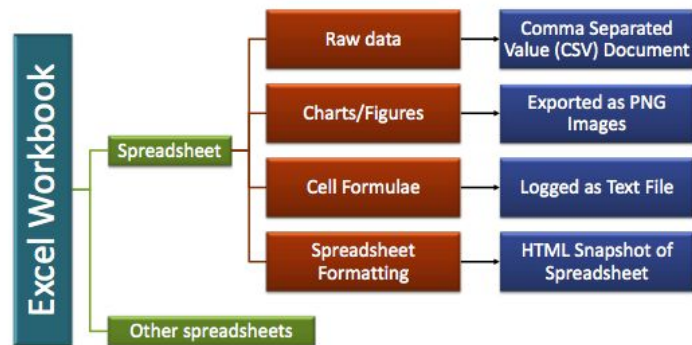 Excel Workbook
Spreadsheet
Other spreadsheets
Raw data
Charts/Figures
Cell Formulae
Spreadsheet
Formatting
Comma Separated
Value (CSV) Document
Exported as PNG
Images
Logged as Text File
HTML Snapshot of
Spreadsheet